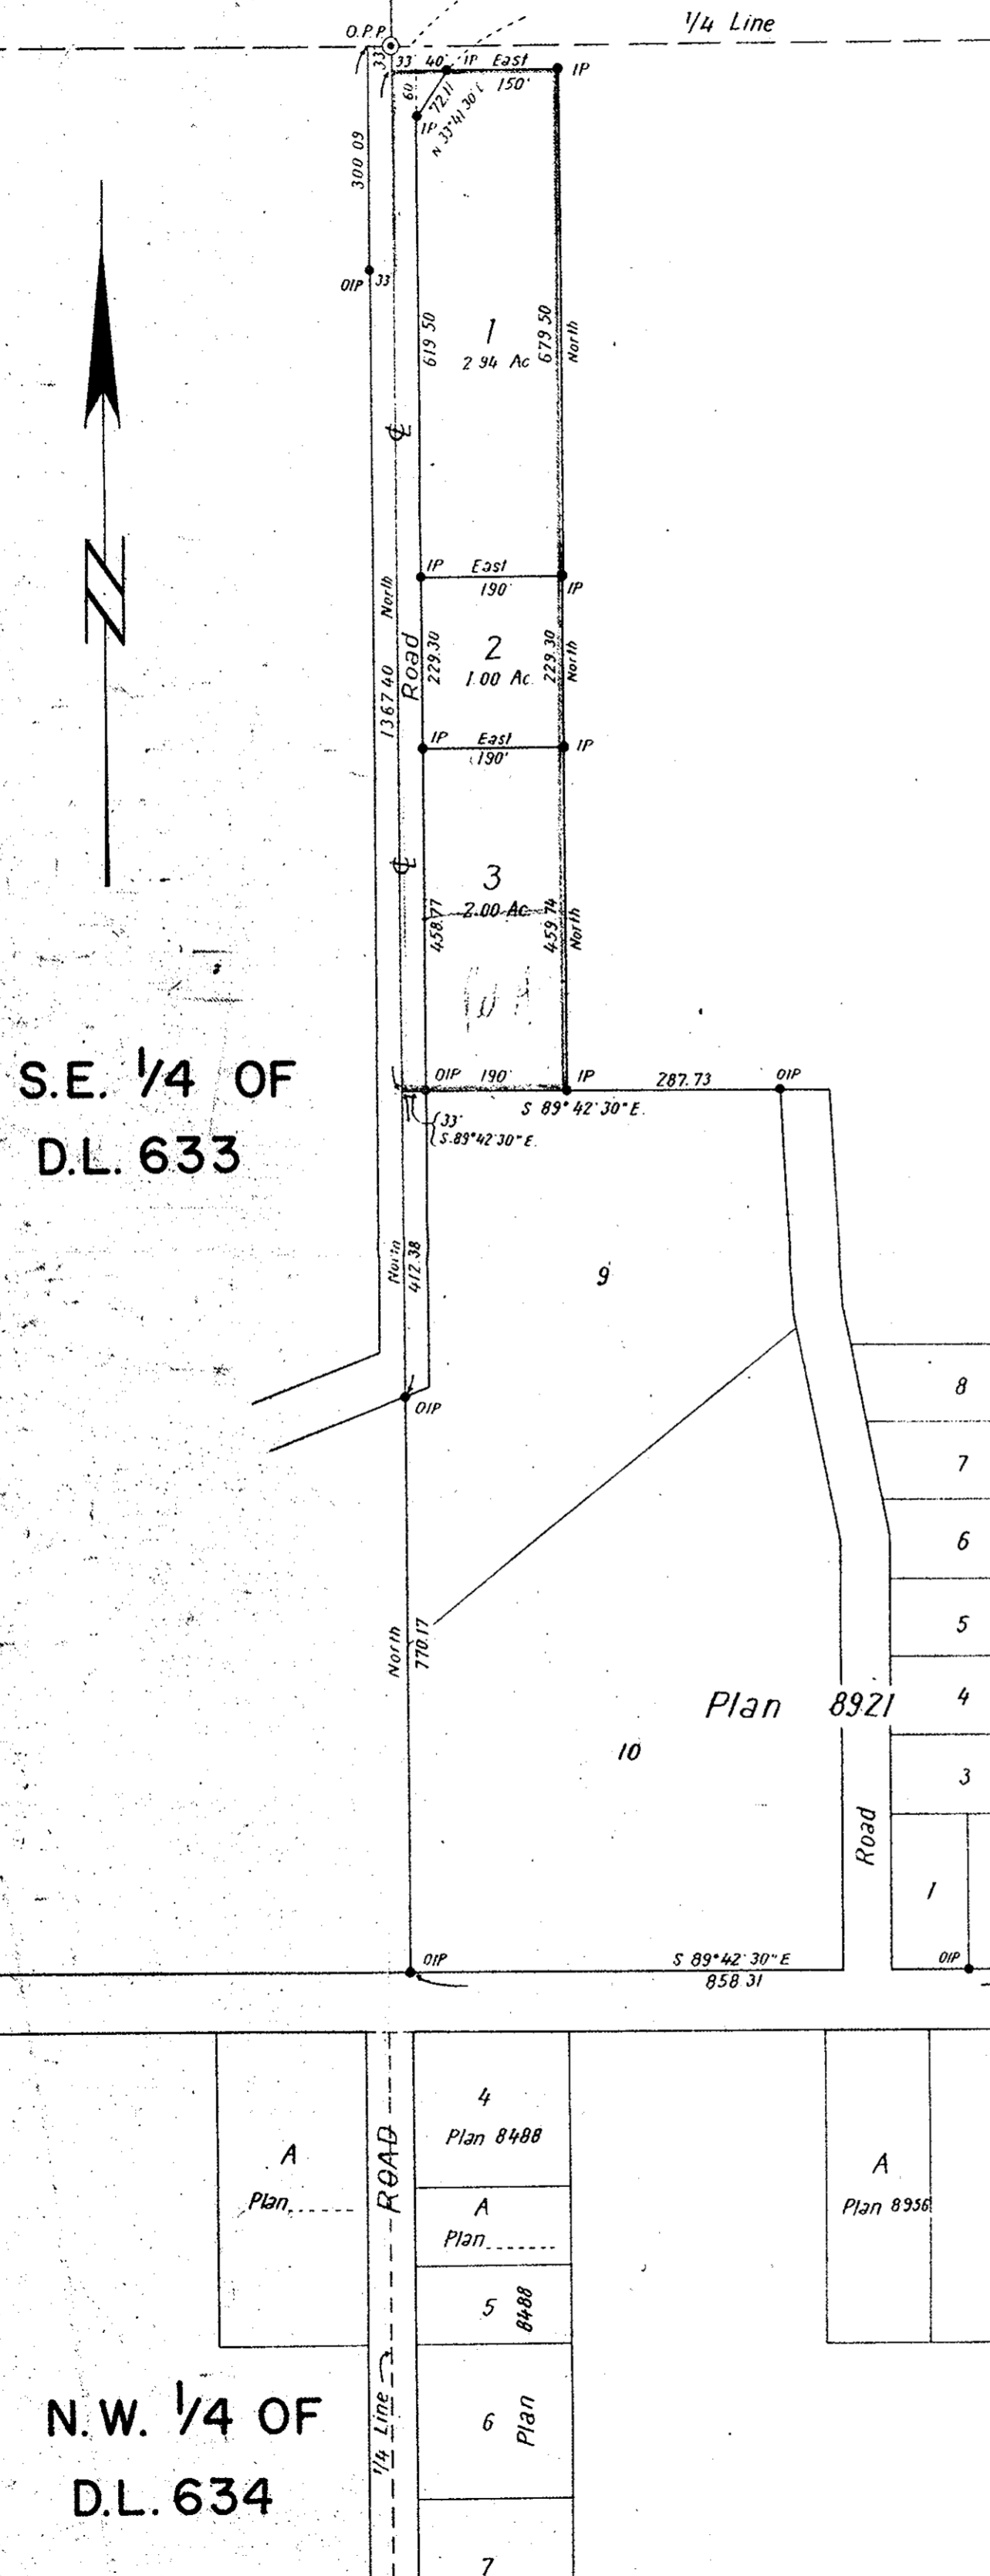 1/4 Line
O.P.P.
33
33' 40' IP East
IP
150'
60
72.11
N 33°41'30" E
IP
300 09
OIP 33
1
2 94 Ac
619 50
679 50
North
℄
IP East
190'
IP
North
1367 40
Road
2
1.00 Ac.
229.30
229.30
North
IP East
190'
IP
℄
3
2.00 Ac
458.77
459.74
North
S.E. 1/4 OF
D.L. 633
OIP 190' IP 287.73 OIP
S 89° 42' 30" E.
33'
S. 89° 42' 30" E.
North
412.38
9
OIP
8
7
6
5
4
3
1
North
770.17
Plan 8921
10
Road
OIP
S 89° 42' 30" E
858 31
OIP
A
Plan
ROAD
4
Plan 8488
A
Plan
5
8488
6
Plan
7
A
Plan 8956
1/4 Line
N.W. 1/4 OF
D.L. 634